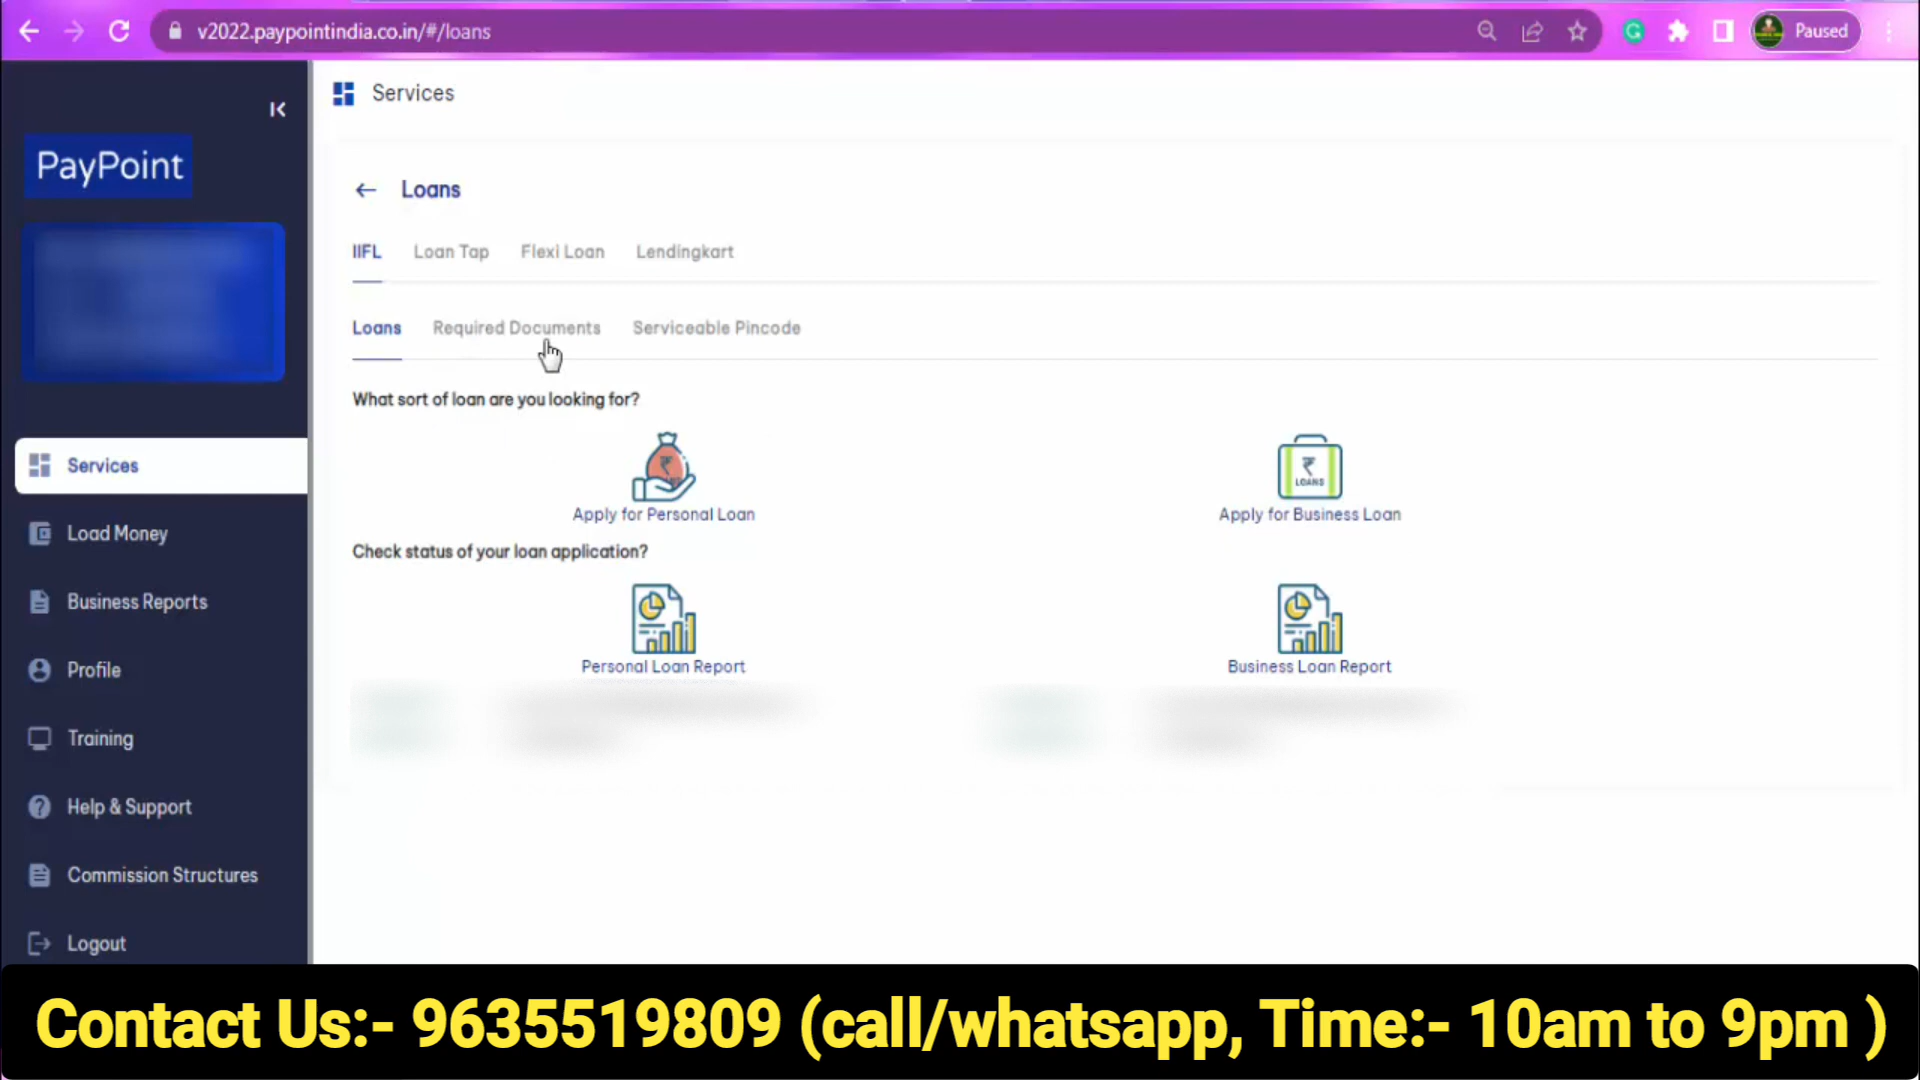 v2022.paypointindia.co.in/#/loans
Paused
PayPoint
Services
Load Money
Business Reports
Profile
Training
Help & Support
Commission Structures
Logout
Services
Loans
IIFL Loan Tap Flexi Loan Lendingkart
Loans Required Documents Serviceable Pincode
What sort of loan are you looking for?
LOANS
Apply for Personal Loan Apply for Business Loan
Check status of your loan application?
Personal Loan Report Business Loan Report
Contact Us:- 9635519809 (call/whatsapp, Time:- 10am to 9pm )